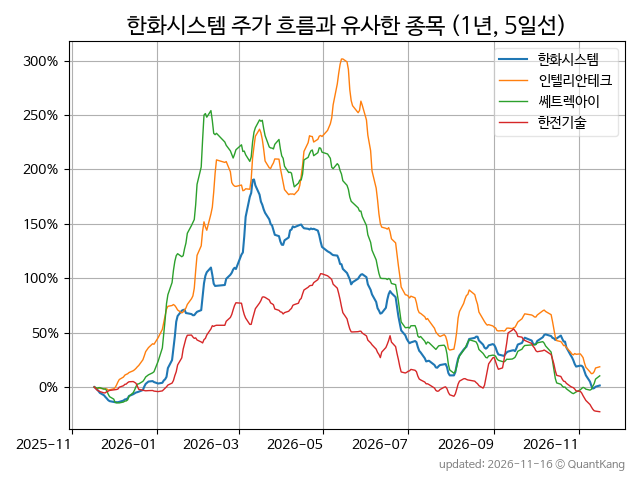 한화시스템 주가 흐름과 유사한 종목 (1년, 5일선)
한화시스템
인텔리안테크
쎄트렉아이
한전기술
300%
250%
200%
150%
100%
50%
0%
2025-11
2026-01
2026-03
2026-05
2026-07
2026-09
2026-11
updated: 2026-11-16 © QuantKang